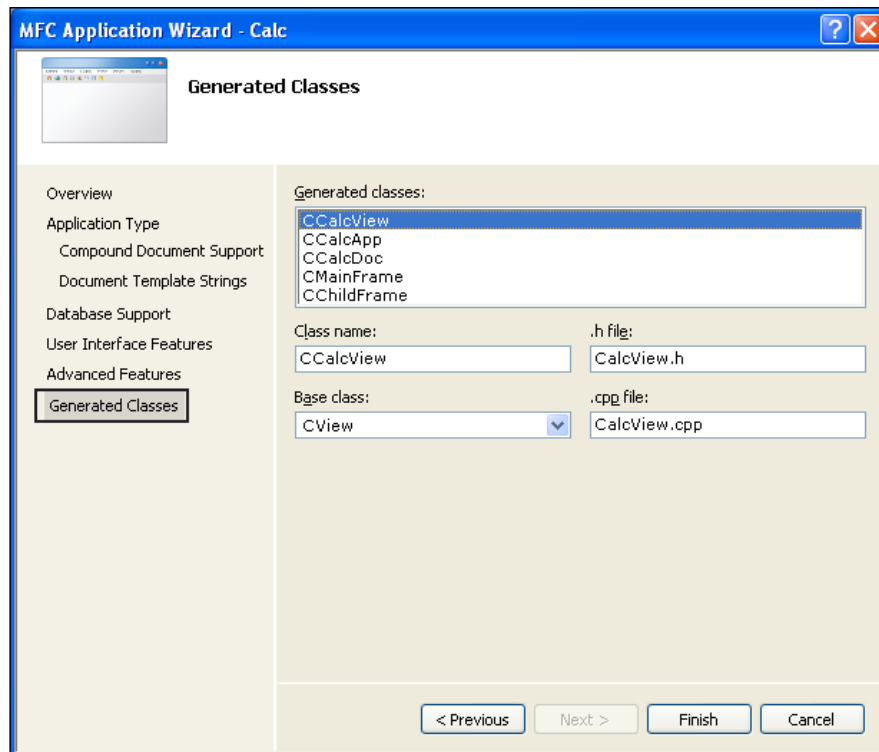 MFC Application Wizard - Calc
Generated Classes
Overview
Application Type
Compound Document Support
Document Template Strings
Database Support
User Interface Features
Advanced Features
Generated Classes
Generated classes:
CCalcView
CCalcApp
CCalcDoc
CMainFrame
CChildFrame
Class name:
.h file:
CCalcView
CalcView.h
Base class:
.cpp file:
CView
CalcView.cpp
< Previous
Next >
Finish
Cancel